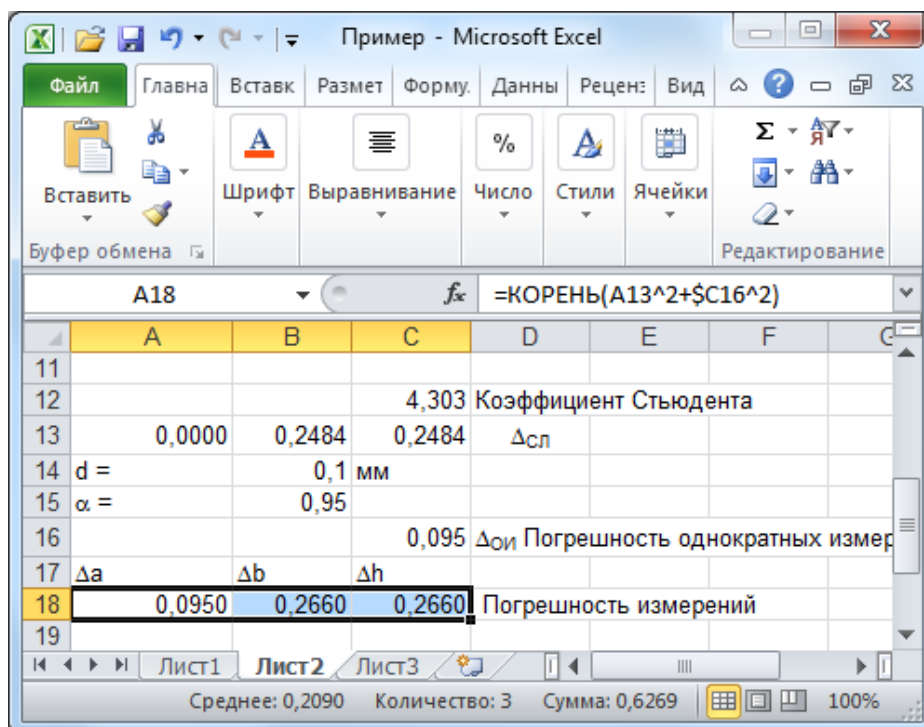 Пример - Microsoft Excel
Файл Главна Вставк Размет Форму. Данны Реценз Вид
Вставить Шрифт Выравнивание Число Стили Ячейки
Буфер обмена Редактирование
A18 fx =КОРЕНЬ(A13^2+$C16^2)
A B C D E F G
11
12 4,303 Коэффициент Стьюдента
13 0,0000 0,2484 0,2484 ΔСЛ
14 d = 0,1 мм
15 α = 0,95
16 0,095 ΔОИ Погрешность однократных измер
17 Δa Δb Δh
18 0,0950 0,2660 0,2660 Погрешность измерений
19
Лист1 Лист2 Лист3
Среднее: 0,2090 Количество: 3 Сумма: 0,6269 100%